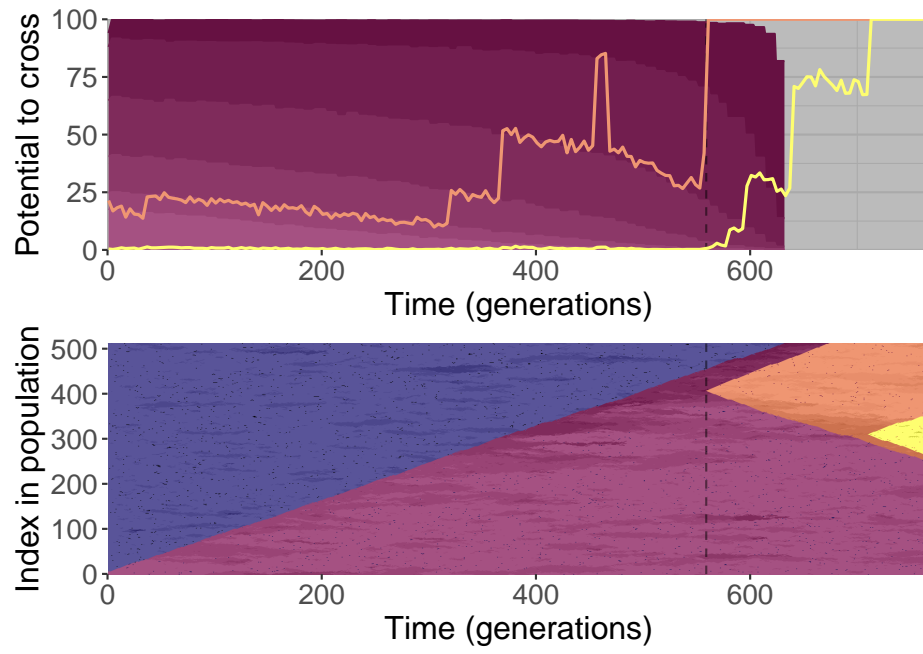 Potential to cross
100
75
50
25
0
0 200 400 600
Time (generations)
Index in population
500
400
300
200
100
0
0 200 400 600
Time (generations)